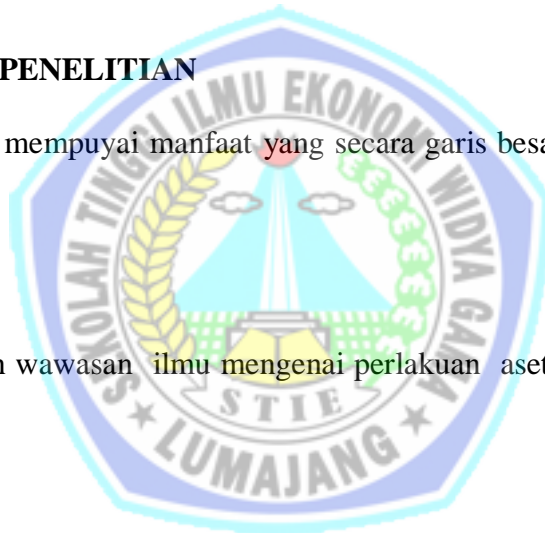 PENELITIAN
mempuyai manfaat yang secara garis besa
wawasan ilmu mengenai perlakuan aset
SEKOLAH TINGGI ILMU EKONOMI WIDYA GAMA
STIE
LUMAJANG